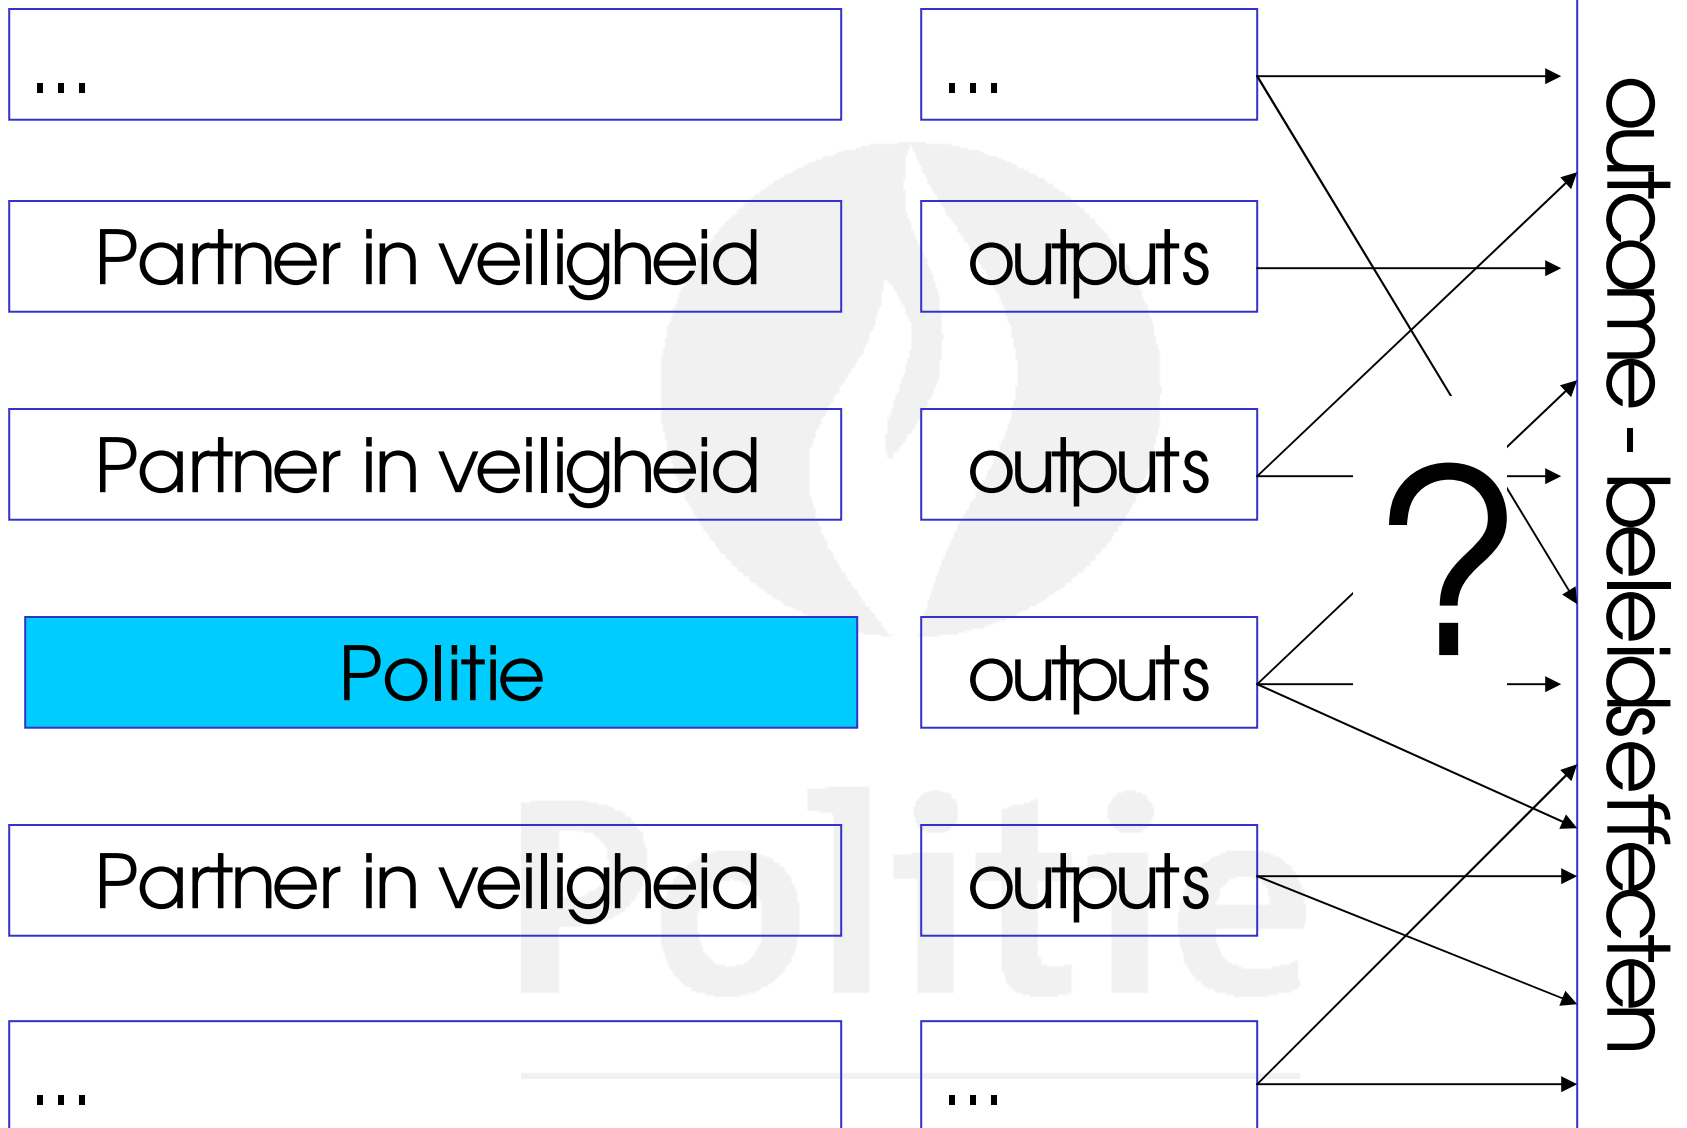 ... ...
Partner in veiligheid outputs
Partner in veiligheid outputs
?
Politie outputs
Partner in veiligheid outputs
... ...
outcome - beleidseffecten
Politie